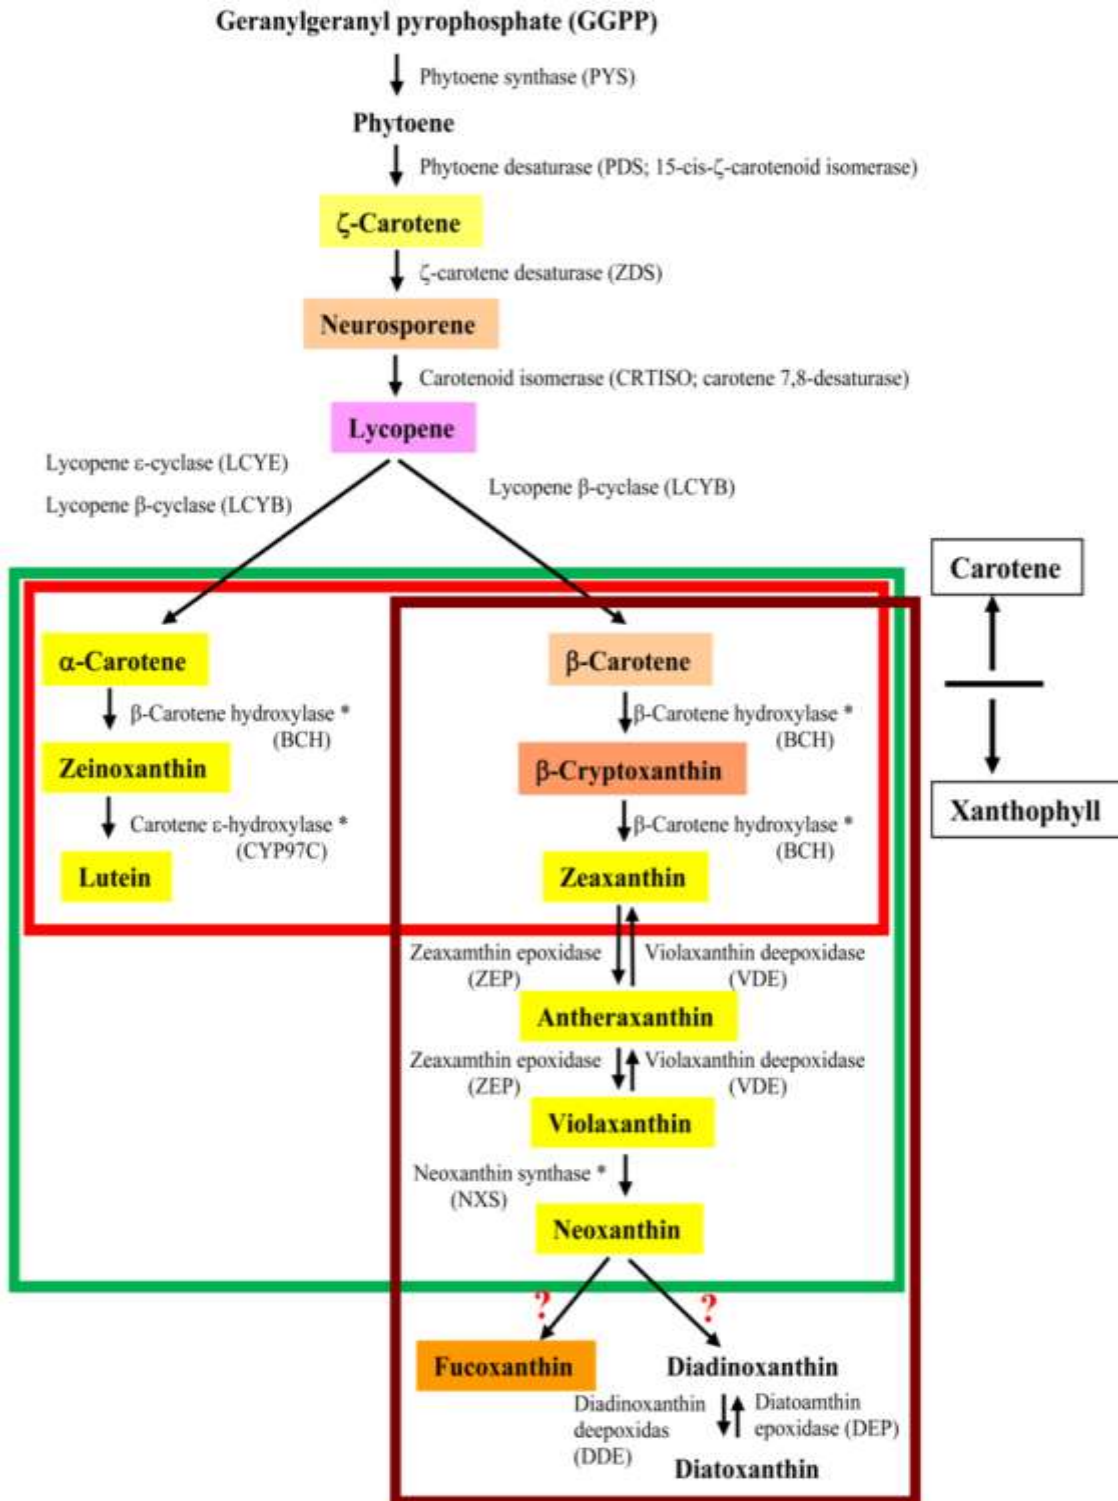 Geranylgeranyl pyrophosphate (GGPP)
Phytoene synthase (PYS)
Phytoene
Phytoene desaturase (PDS; 15-cis-ζ-carotenoid isomerase)
ζ-Carotene
ζ-carotene desaturase (ZDS)
Neurosporene
Carotenoid isomerase (CRTISO; carotene 7,8-desaturase)
Lycopene
Lycopene ε-cyclase (LCYE)
Lycopene β-cyclase (LCYB)
Lycopene β-cyclase (LCYB)
Carotene
Xanthophyll
α-Carotene
β-Carotene hydroxylase *
(BCH)
Zeinoxanthin
Carotene ε-hydroxylase *
(CYP97C)
Lutein
β-Carotene
β-Carotene hydroxylase *
(BCH)
β-Cryptoxanthin
β-Carotene hydroxylase *
(BCH)
Zeaxanthin
Zeaxamthin epoxidase
(ZEP)
Violaxanthin deepoxidase
(VDE)
Antheraxanthin
Zeaxamthin epoxidase
(ZEP)
Violaxanthin deepoxidase
(VDE)
Violaxanthin
Neoxanthin synthase *
(NXS)
Neoxanthin
?
?
Fucoxanthin
Diadinoxanthin
Diadinoxanthin
deepoxidas
(DDE)
Diatoamthin
epoxidase (DEP)
Diatoxanthin